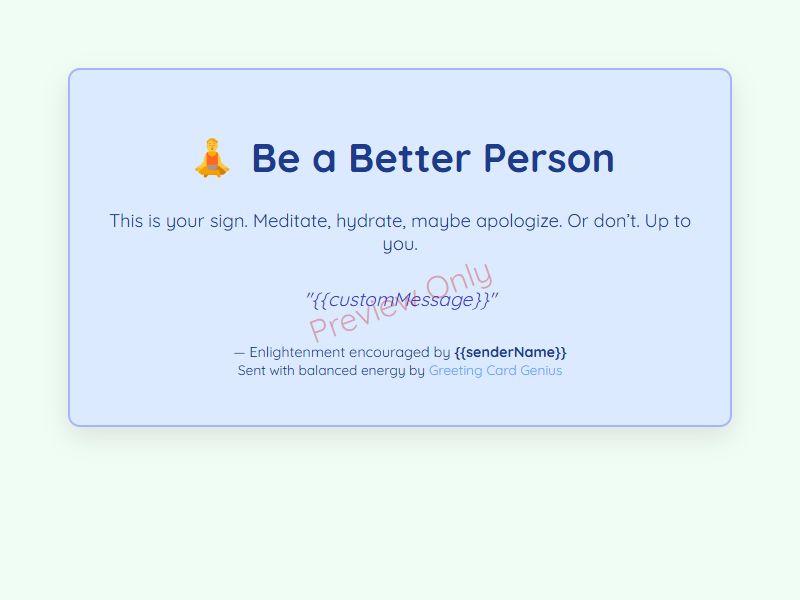 Be a Better Person
This is your sign. Meditate, hydrate, maybe apologize. Or don’t. Up to
you.
"{{customMessage}}"
Preview Only
— Enlightenment encouraged by {{senderName}}
Sent with balanced energy by Greeting Card Genius